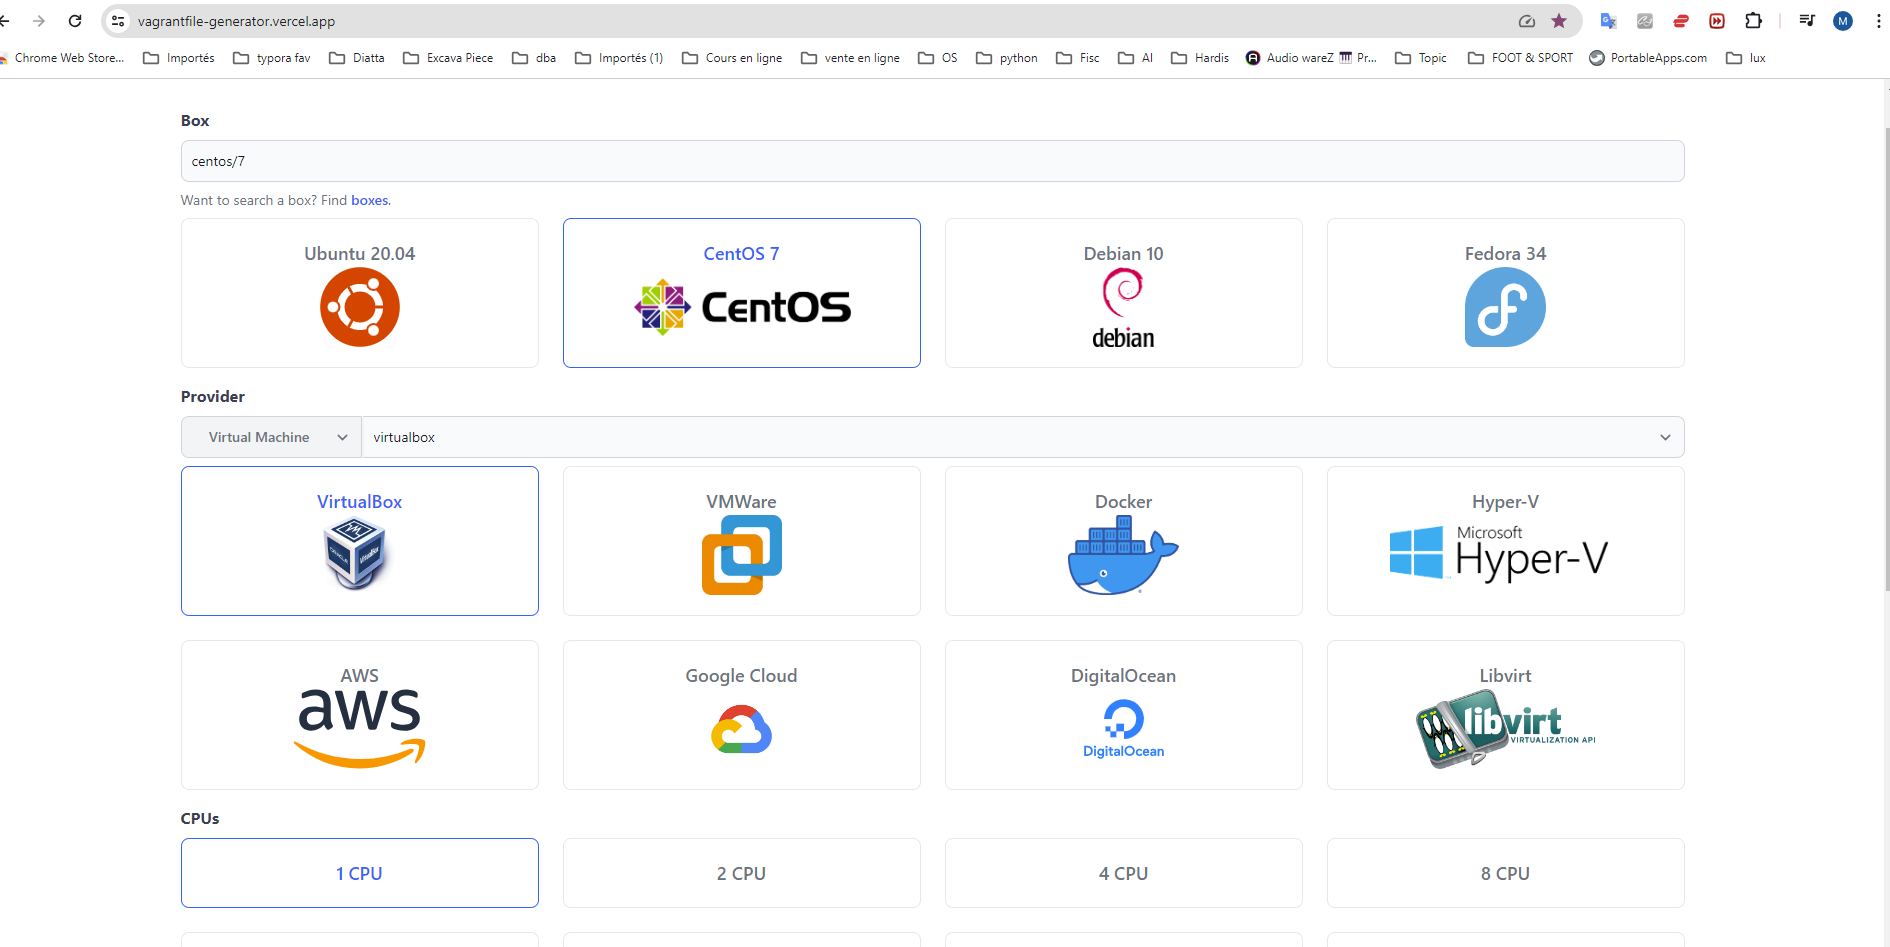 vagrantfile-generator.vercel.app
M
Chrome Web Store... Importés typora fav Diatta Excava Piece dba Importés (1) Cours en ligne vente en ligne OS python Fisc AI Hardis Audio wareZ Pr... Topic FOOT & SPORT PortableApps.com lux
Box
centos/7
Want to search a box? Find boxes.
Ubuntu 20.04 CentOS 7 Debian 10 Fedora 34
CentOS
debian
Provider
Virtual Machine virtualbox
VirtualBox VMWare Docker Hyper-V
Microsoft
Hyper-V
AWS Google Cloud DigitalOcean Libvirt
aws
libvirt
VIRTUALIZATION API
DigitalOcean
CPUs
1 CPU 2 CPU 4 CPU 8 CPU